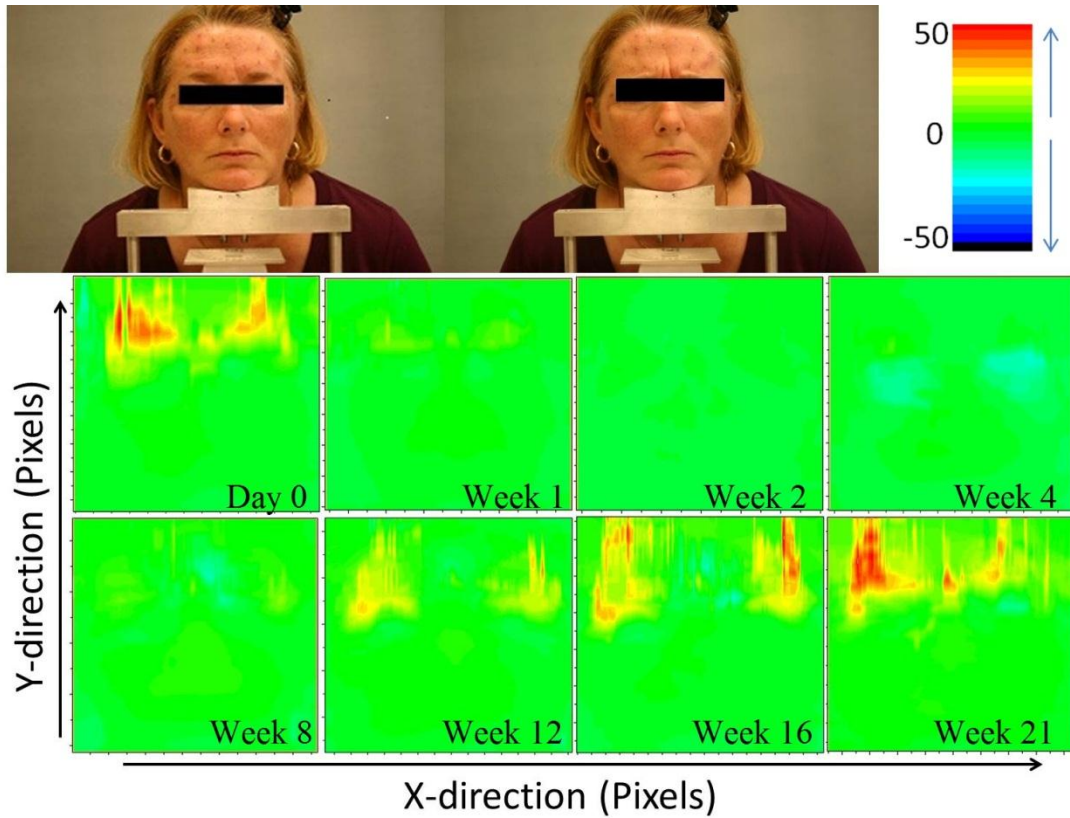 50
0
-50
Day 0
Week 1
Week 2
Week 4
Week 8
Week 12
Week 16
Week 21
Y-direction (Pixels)
X-direction (Pixels)